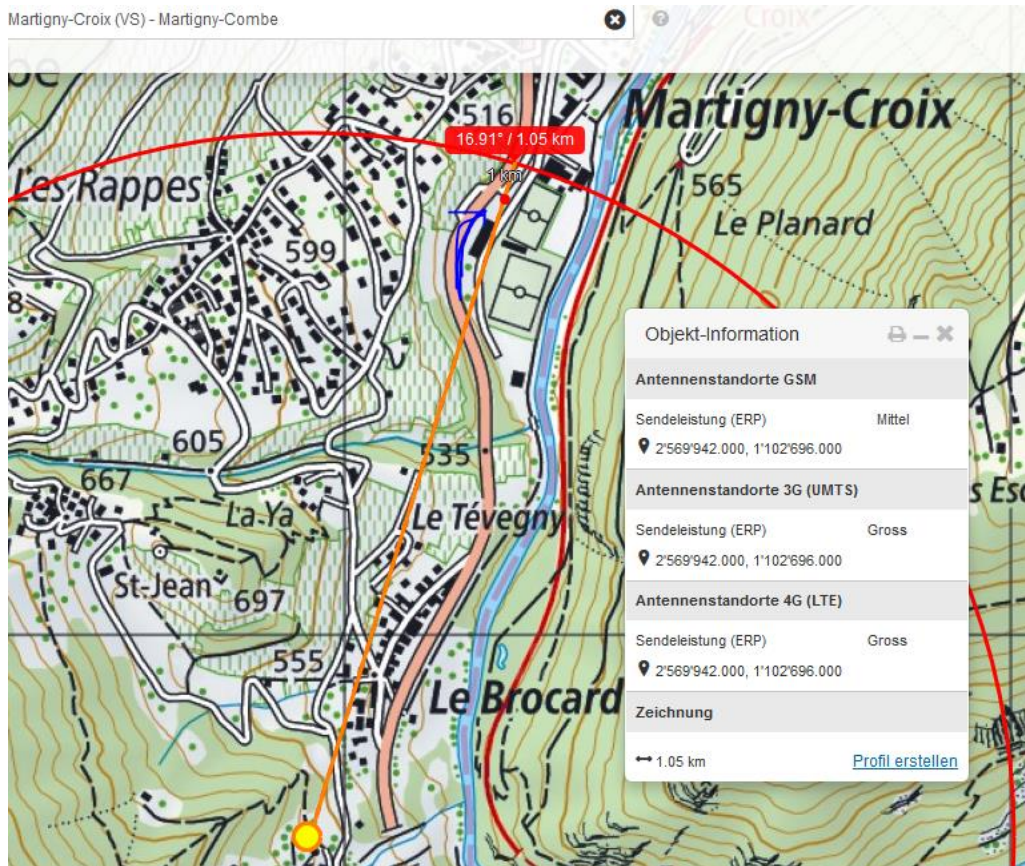 Martigny-Croix (VS) - Martigny-Combe
Croix
516
Martigny-Croix
16.91° / 1.05 km
1 km
Les Rappes
565
Le Planard
599
Objekt-Information
Antennenstandorte GSM
Sendeleistung (ERP) Mittel
2'569'942.000, 1'102'696.000
605
535
667
Antennenstandorte 3G (UMTS)
La-Ya
Le Tévegny
Sendeleistung (ERP) Gross
2'569'942.000, 1'102'696.000
St-Jean
697
Antennenstandorte 4G (LTE)
Sendeleistung (ERP) Gross
555
2'569'942.000, 1'102'696.000
Le Brocard
Zeichnung
1.05 km Profil erstellen